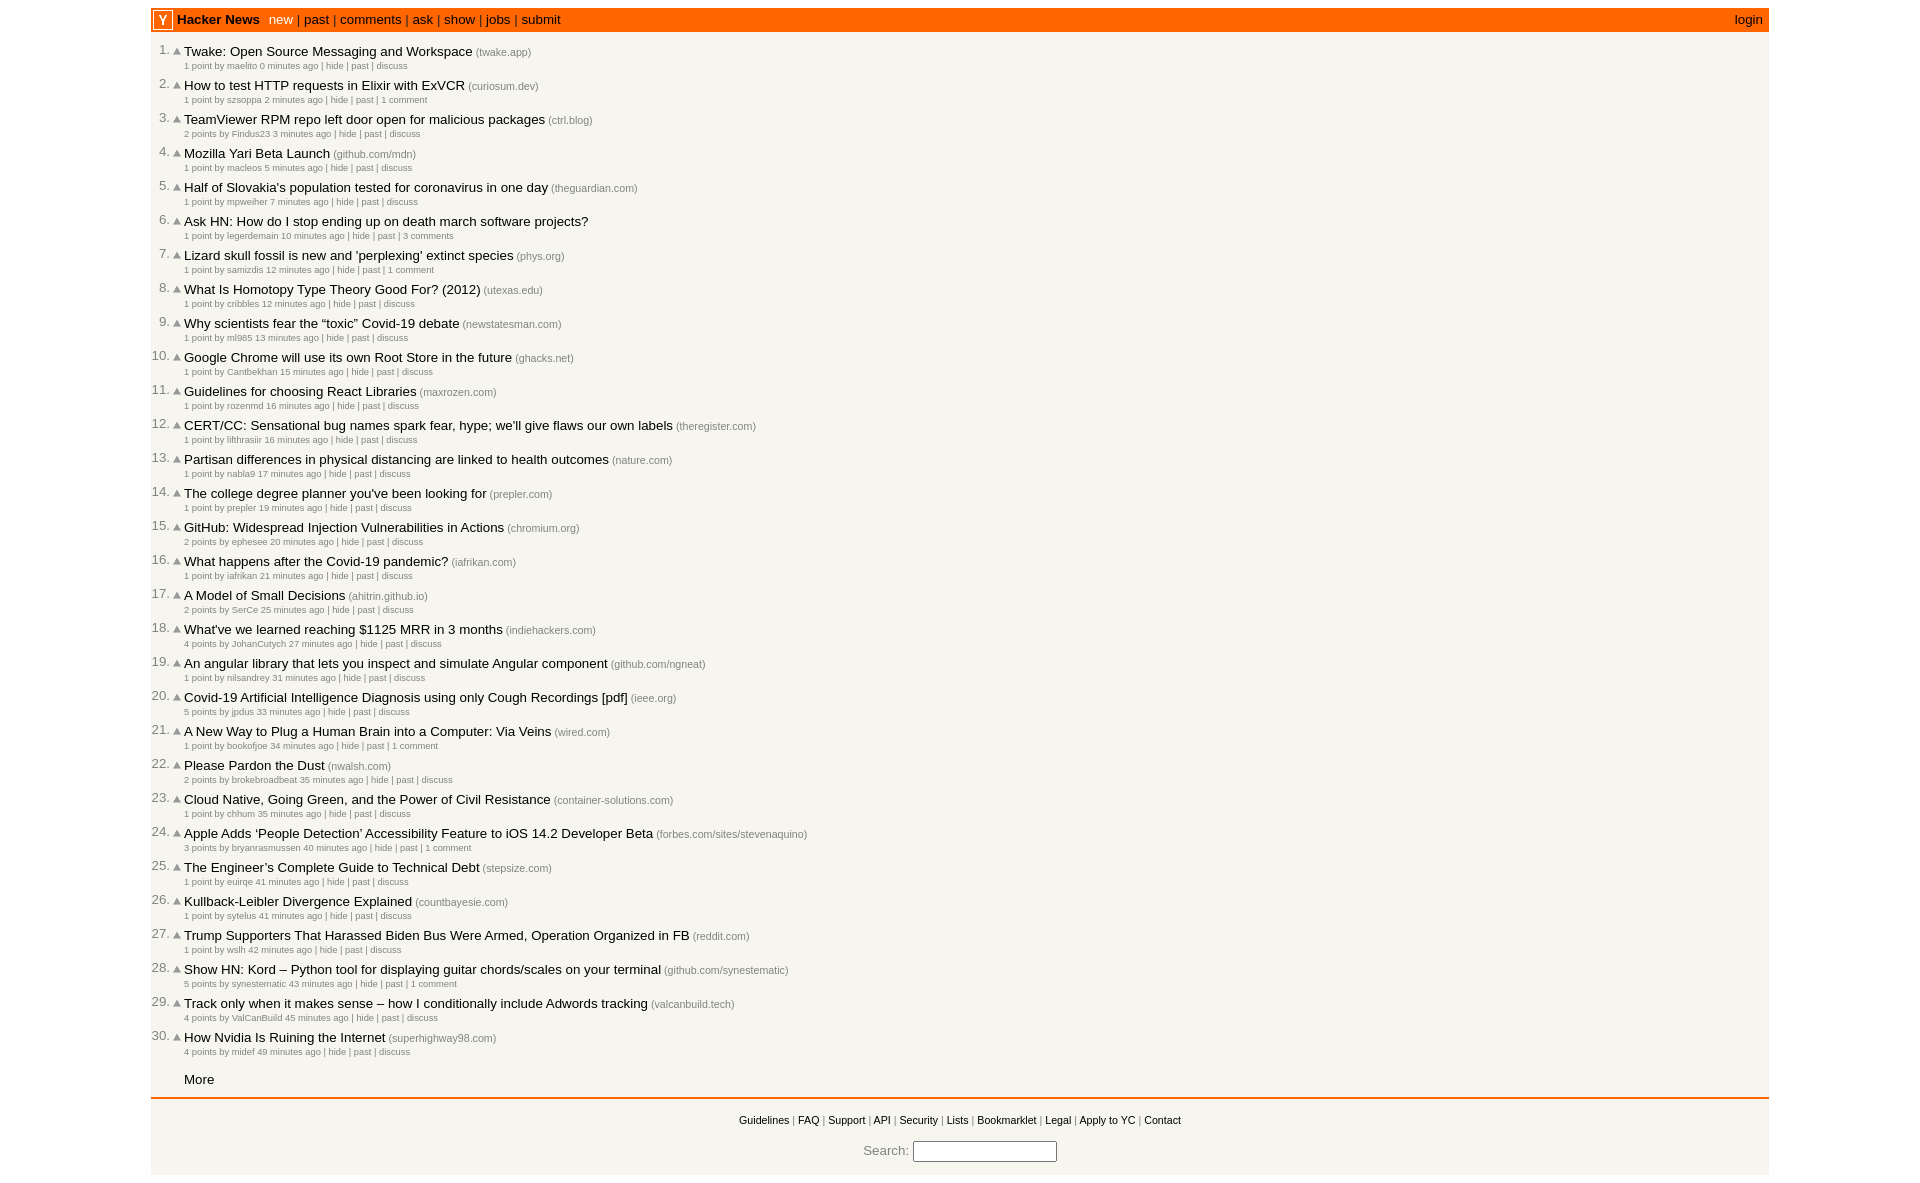 Y Hacker News new | past | comments | ask | show | jobs | submit login
1. Twake: Open Source Messaging and Workspace (twake.app)
1 point by maelito 0 minutes ago | hide | past | discuss
2. How to test HTTP requests in Elixir with ExVCR (curiosum.dev)
1 point by szsoppa 2 minutes ago | hide | past | 1 comment
3. TeamViewer RPM repo left door open for malicious packages (ctrl.blog)
2 points by Findus23 3 minutes ago | hide | past | discuss
4. Mozilla Yari Beta Launch (github.com/mdn)
1 point by macleos 5 minutes ago | hide | past | discuss
5. Half of Slovakia's population tested for coronavirus in one day (theguardian.com)
1 point by mpweiher 7 minutes ago | hide | past | discuss
6. Ask HN: How do I stop ending up on death march software projects?
1 point by legerdemain 10 minutes ago | hide | past | 3 comments
7. Lizard skull fossil is new and 'perplexing' extinct species (phys.org)
1 point by samizdis 12 minutes ago | hide | past | 1 comment
8. What Is Homotopy Type Theory Good For? (2012) (utexas.edu)
1 point by cribbles 12 minutes ago | hide | past | discuss
9. Why scientists fear the “toxic” Covid-19 debate (newstatesman.com)
1 point by ml985 13 minutes ago | hide | past | discuss
10. Google Chrome will use its own Root Store in the future (ghacks.net)
1 point by Cantbekhan 15 minutes ago | hide | past | discuss
11. Guidelines for choosing React Libraries (maxrozen.com)
1 point by rozenmd 16 minutes ago | hide | past | discuss
12. CERT/CC: Sensational bug names spark fear, hype; we'll give flaws our own labels (theregister.com)
1 point by lifthrasiir 16 minutes ago | hide | past | discuss
13. Partisan differences in physical distancing are linked to health outcomes (nature.com)
1 point by nabla9 17 minutes ago | hide | past | discuss
14. The college degree planner you've been looking for (prepler.com)
1 point by prepler 19 minutes ago | hide | past | discuss
15. GitHub: Widespread Injection Vulnerabilities in Actions (chromium.org)
2 points by ephesee 20 minutes ago | hide | past | discuss
16. What happens after the Covid-19 pandemic? (iafrikan.com)
1 point by iafrikan 21 minutes ago | hide | past | discuss
17. A Model of Small Decisions (ahitrin.github.io)
2 points by SerCe 25 minutes ago | hide | past | discuss
18. What've we learned reaching $1125 MRR in 3 months (indiehackers.com)
4 points by JohanCutych 27 minutes ago | hide | past | discuss
19. An angular library that lets you inspect and simulate Angular component (github.com/ngneat)
1 point by nilsandrey 31 minutes ago | hide | past | discuss
20. Covid-19 Artificial Intelligence Diagnosis using only Cough Recordings [pdf] (ieee.org)
5 points by jpdus 33 minutes ago | hide | past | discuss
21. A New Way to Plug a Human Brain into a Computer: Via Veins (wired.com)
1 point by bookofjoe 34 minutes ago | hide | past | 1 comment
22. Please Pardon the Dust (nwalsh.com)
2 points by brokebroadbeat 35 minutes ago | hide | past | discuss
23. Cloud Native, Going Green, and the Power of Civil Resistance (container-solutions.com)
1 point by chhum 35 minutes ago | hide | past | discuss
24. Apple Adds ‘People Detection’ Accessibility Feature to iOS 14.2 Developer Beta (forbes.com/sites/stevenaquino)
3 points by bryanrasmussen 40 minutes ago | hide | past | 1 comment
25. The Engineer’s Complete Guide to Technical Debt (stepsize.com)
1 point by euirqe 41 minutes ago | hide | past | discuss
26. Kullback-Leibler Divergence Explained (countbayesie.com)
1 point by sytelus 41 minutes ago | hide | past | discuss
27. Trump Supporters That Harassed Biden Bus Were Armed, Operation Organized in FB (reddit.com)
1 point by wslh 42 minutes ago | hide | past | discuss
28. Show HN: Kord – Python tool for displaying guitar chords/scales on your terminal (github.com/synestematic)
5 points by synestematic 43 minutes ago | hide | past | 1 comment
29. Track only when it makes sense – how I conditionally include Adwords tracking (valcanbuild.tech)
4 points by ValCanBuild 45 minutes ago | hide | past | discuss
30. How Nvidia Is Ruining the Internet (superhighway98.com)
4 points by midef 49 minutes ago | hide | past | discuss
More
Guidelines | FAQ | Support | API | Security | Lists | Bookmarklet | Legal | Apply to YC | Contact
Search: